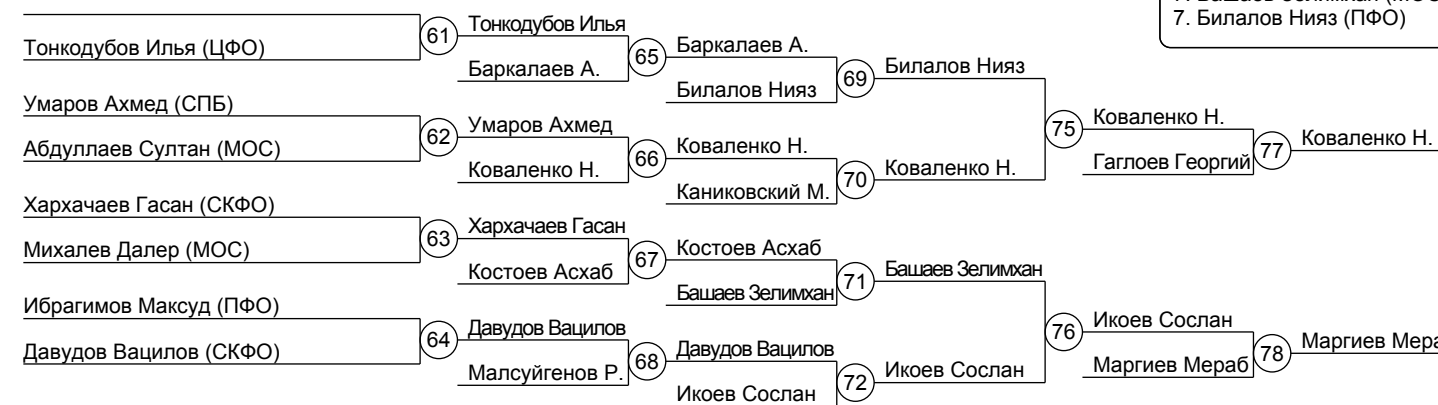 7. Билалов Нияз (ПФО)
61
Тонкодубов Илья
Тонкодубов Илья (ЦФО)
Баркалаев А.
65
Баркалаев А.
Билалов Нияз
69
Билалов Нияз
Умаров Ахмед (СПБ)
Абдуллаев Султан (МОС)
62
Умаров Ахмед
Коваленко Н.
66
Коваленко Н.
Каниковский М.
70
Коваленко Н.
75
Коваленко Н.
Гаглоев Георгий
77
Коваленко Н.
Хархачаев Гасан (СКФО)
Михалев Далер (МОС)
63
Хархачаев Гасан
Костоев Асхаб
67
Костоев Асхаб
Башаев Зелимхан
71
Башаев Зелимхан
Ибрагимов Максуд (ПФО)
Давудов Вацилов (СКФО)
64
Давудов Вацилов
Малсуйгенов Р.
68
Давудов Вацилов
Икоев Сослан
72
Икоев Сослан
76
Икоев Сослан
Маргиев Мераб
78
Маргиев